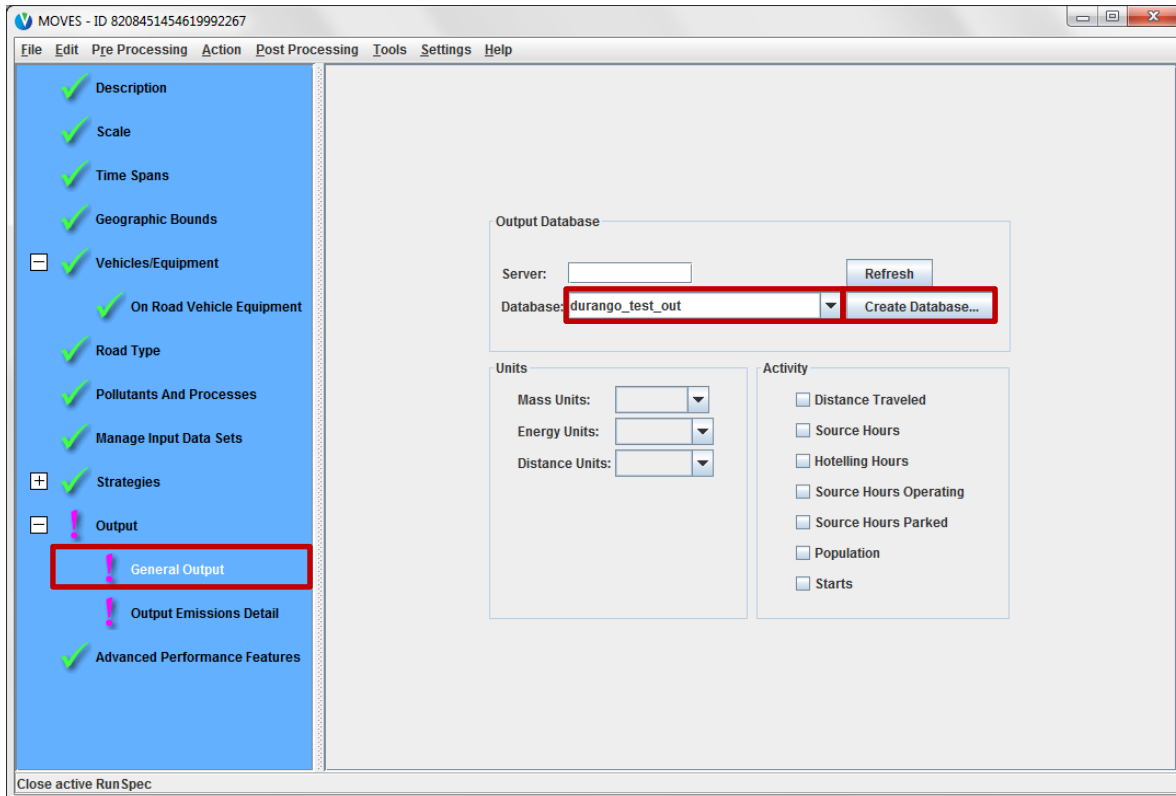 MOVES - ID 8208451454619992267
File Edit Pre Processing Action Post Processing Tools Settings Help
Description
Scale
Time Spans
Geographic Bounds
Vehicles/Equipment
On Road Vehicle Equipment
Road Type
Pollutants And Processes
Manage Input Data Sets
Strategies
Output
General Output
Output Emissions Detail
Advanced Performance Features
Output Database
Server:
Refresh
Database: durango_test_out
Create Database...
Units
Mass Units:
Energy Units:
Distance Units:
Activity
Distance Traveled
Source Hours
Hotelling Hours
Source Hours Operating
Source Hours Parked
Population
Starts
Close active RunSpec